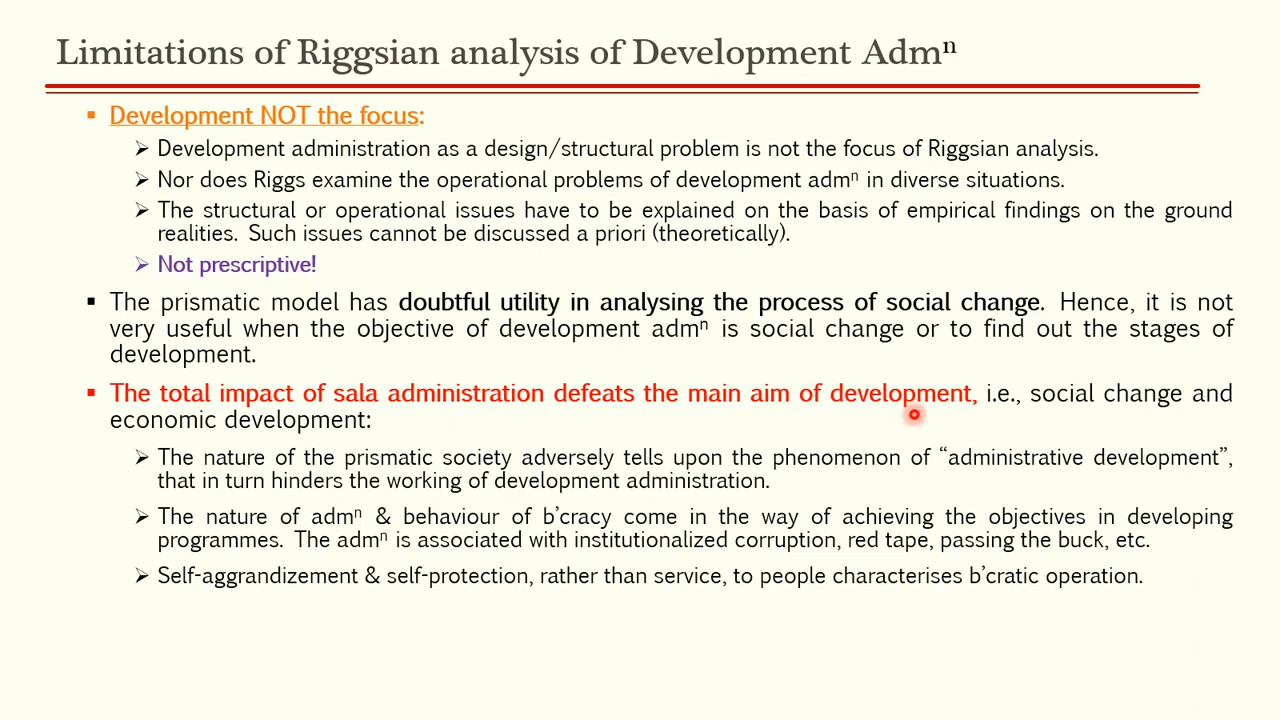 Limitations of Riggsian analysis of Development Admⁿ
▪ Development NOT the focus:
➢ Development administration as a design/structural problem is not the focus of Riggsian analysis.
➢ Nor does Riggs examine the operational problems of development admⁿ in diverse situations.
➢ The structural or operational issues have to be explained on the basis of empirical findings on the ground
realities. Such issues cannot be discussed a priori (theoretically).
➢ Not prescriptive!
▪ The prismatic model has doubtful utility in analysing the process of social change. Hence, it is not
very useful when the objective of development admⁿ is social change or to find out the stages of
development.
▪ The total impact of sala administration defeats the main aim of development, i.e., social change and
economic development:
➢ The nature of the prismatic society adversely tells upon the phenomenon of “administrative development”,
that in turn hinders the working of development administration.
➢ The nature of admⁿ & behaviour of b’cracy come in the way of achieving the objectives in developing
programmes. The admⁿ is associated with institutionalized corruption, red tape, passing the buck, etc.
➢ Self-aggrandizement & self-protection, rather than service, to people characterises b’cratic operation.